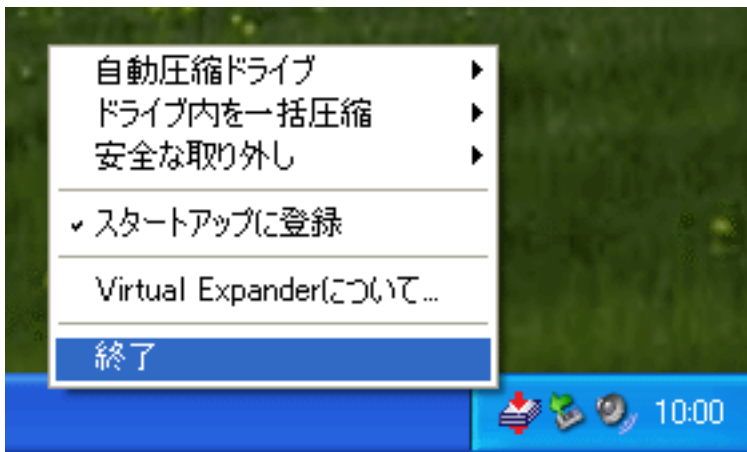 自動圧縮ドライブ
ドライブ内を一括圧縮
安全な取り外し
スタートアップに登録
Virtual Expanderについて...
終了
10:00